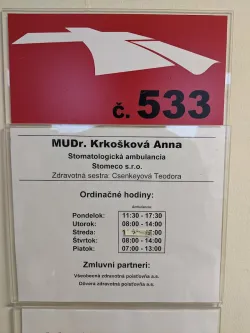 č. 533
MUDr. Krkošková Anna
Stomatologická ambulancia
Stomeco s.r.o.
Zdravotná sestra: Csenkeyová Teodora
Ordinačné hodiny:
Ambulancia:
Pondelok: 11:30 - 17:30
Utorok: 08:00 - 14:00
Streda:
Štvrtok: 08:00 - 14:00
Piatok: 07:00 - 13:00
Zmluvní partneri:
Všeobecná zdravotná poisťovňa a.s.
Dôvera zdravotná poisťovňa a.s.